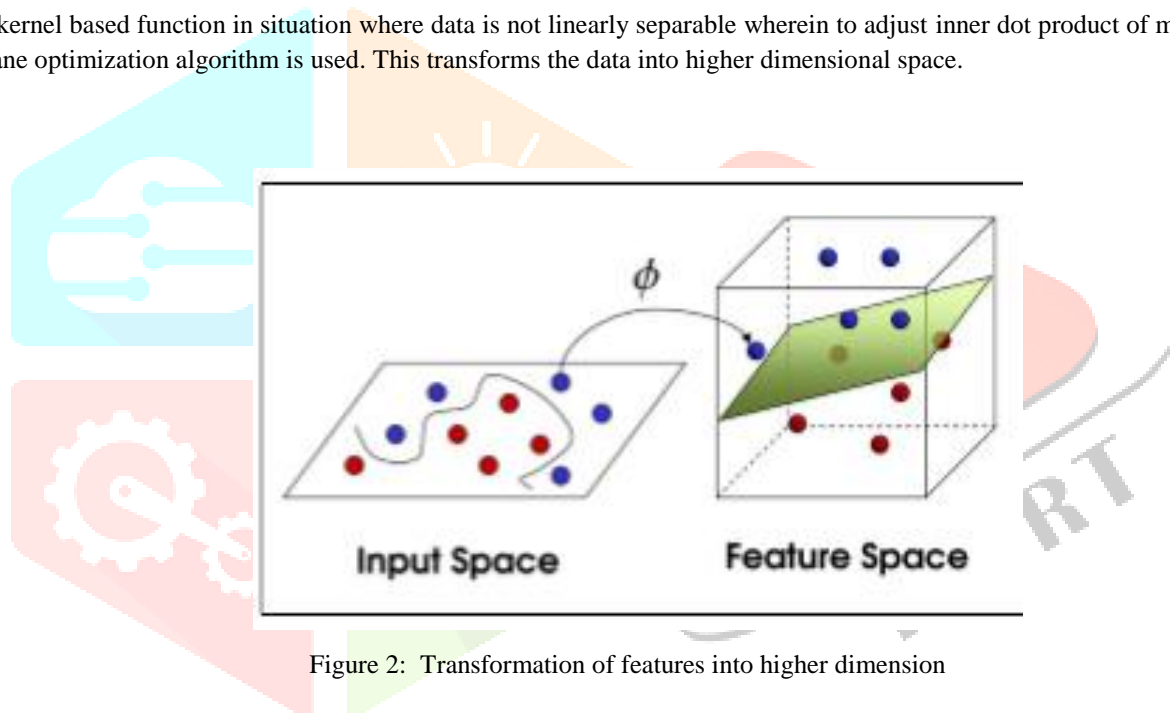 kernel based function in situation where data is not linearly separable wherein to adjust inner dot product of
ane optimization algorithm is used. This transforms the data into higher dimensional space.
ϕ
Input Space
Feature Space
RT
Figure 2: Transformation of features into higher dimension